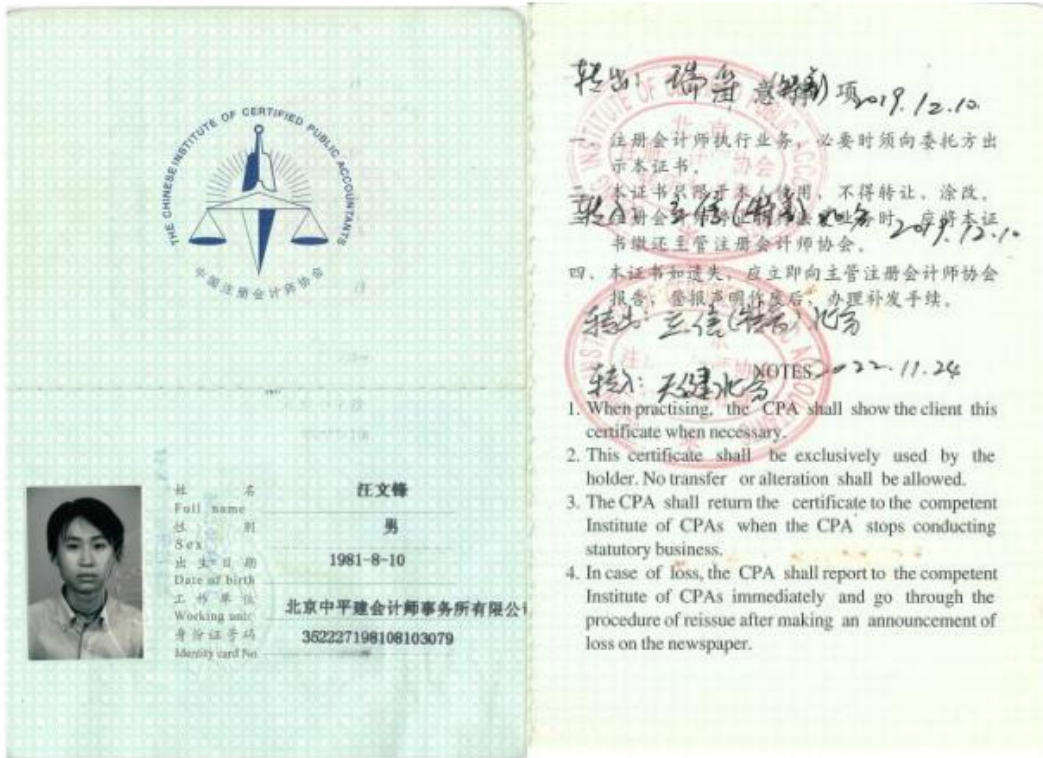 THE CHINESE INSTITUTE OF CERTIFIED PUBLIC ACCOUNTANTS
中国注册会计师协会
姓 名 汪文锋
Full name
性 别 男
Sex
出生日期 1981-8-10
Date of birth
工作单位 北京中平建会计师事务所有限公
Working unit
身份证号码 352227198108103079
Identity card No.
转出: 瑞华 项 2019.12.10
一、注册会计师执行业务,必要时须向委托方出
示本证书。
本证书只限于本人使用,不得转让、涂改。
转入: 立信 2019.12.10
业务时,应将本证
书缴还主管注册会计师协会。
四、本证书如遗失,应立即向主管注册会计师协会
报告,登报声明作废后,办理补发手续。
转出: 立信
NOTES 2022.11.24
转入: 天健
1. When practising, the CPA shall show the client this
certificate when necessary.
2. This certificate shall be exclusively used by the
holder. No transfer or alteration shall be allowed.
3. The CPA shall return the certificate to the competent
Institute of CPAs when the CPA stops conducting
statutory business.
4. In case of loss, the CPA shall report to the competent
Institute of CPAs immediately and go through the
procedure of reissue after making an announcement of
loss on the newspaper.